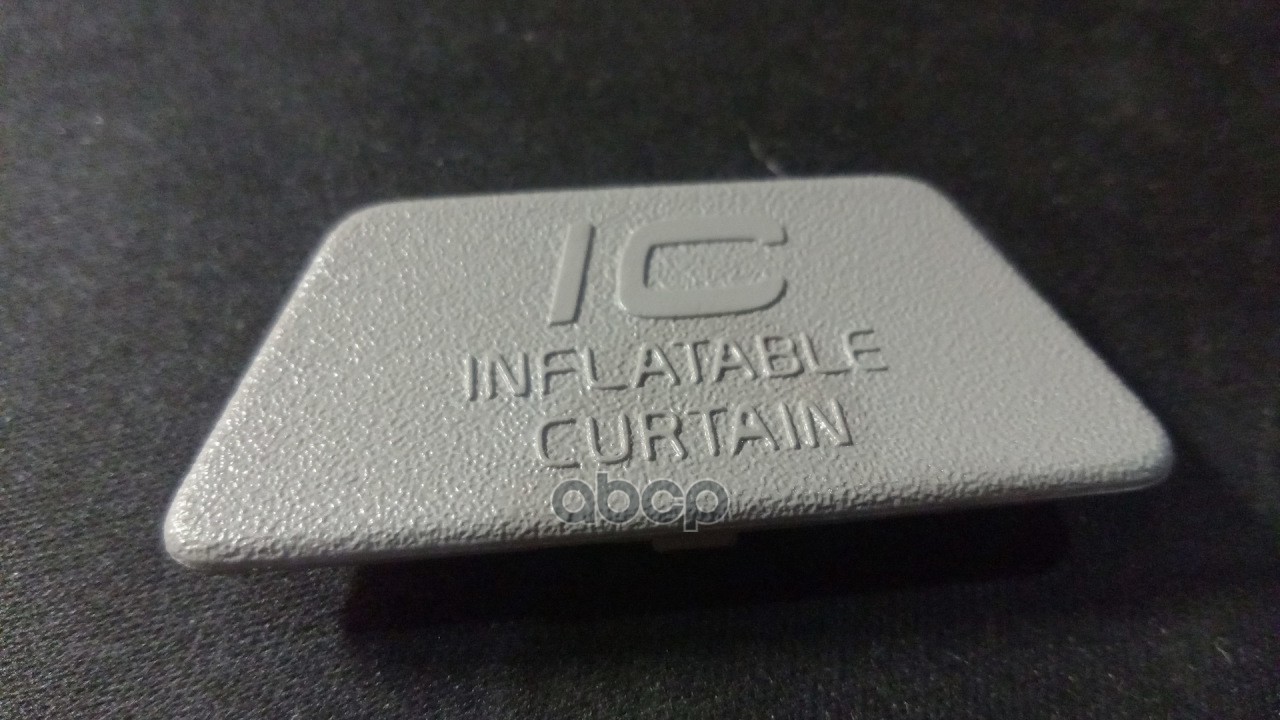 IC
INFLATABLE
CURTAIN
abcp